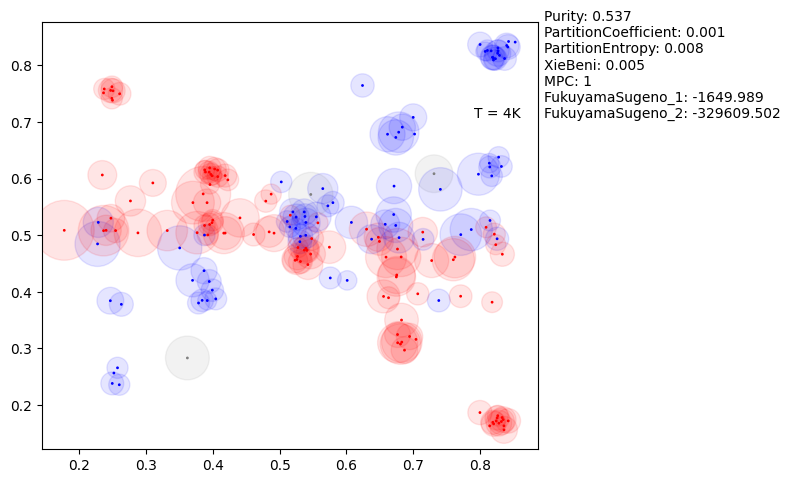 Purity: 0.537
PartitionCoefficient: 0.001
PartitionEntropy: 0.008
XieBeni: 0.005
MPC: 1
FukuyamaSugeno_1: -1649.989
FukuyamaSugeno_2: -329609.502
T = 4K
0.8
0.7
0.6
0.5
0.4
0.3
0.2
0.2 0.3 0.4 0.5 0.6 0.7 0.8